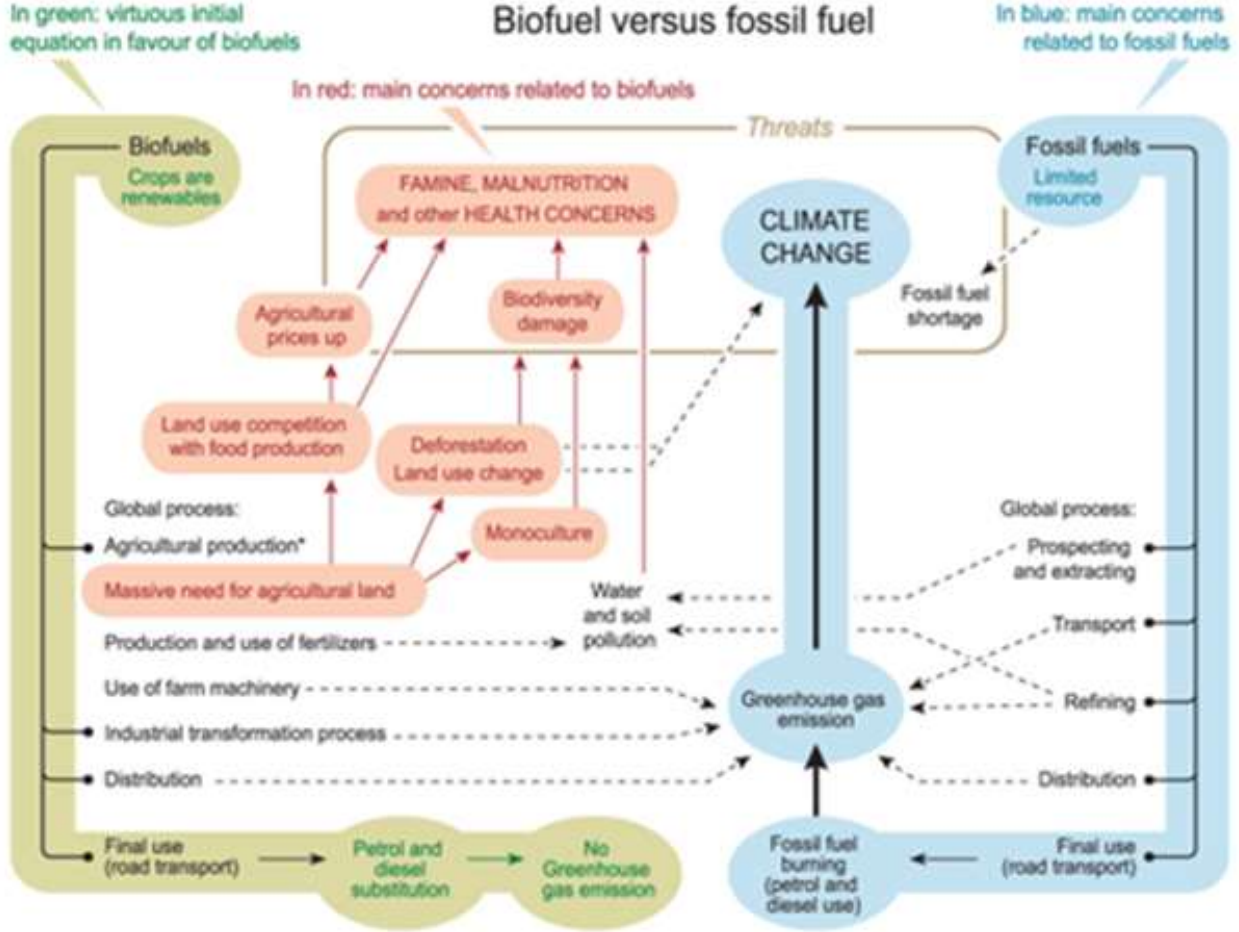 Biofuel versus fossil fuel
In green: virtuous initial
equation in favour of biofuels
In blue: main concerns
related to fossil fuels
In red: main concerns related to biofuels
Threats
Biofuels
Crops are
renewables
Fossil fuels
Limited
resource
FAMINE, MALNUTRITION
and other HEALTH CONCERNS
CLIMATE
CHANGE
Agricultural
prices up
Biodiversity
damage
Fossil fuel
shortage
Land use competition
with food production
Deforestation
Land use change
Monoculture
Global process:
Agricultural production*
Massive need for agricultural land
Production and use of fertilizers
Use of farm machinery
Industrial transformation process
Distribution
Final use
(road transport)
Petrol and
diesel
substitution
No
Greenhouse
gas emission
Water
and soil
pollution
Greenhouse gas
emission
Fossil fuel
burning
(petrol and
diesel use)
Global process:
Prospecting
and extracting
Transport
Refining
Distribution
Final use
(road transport)